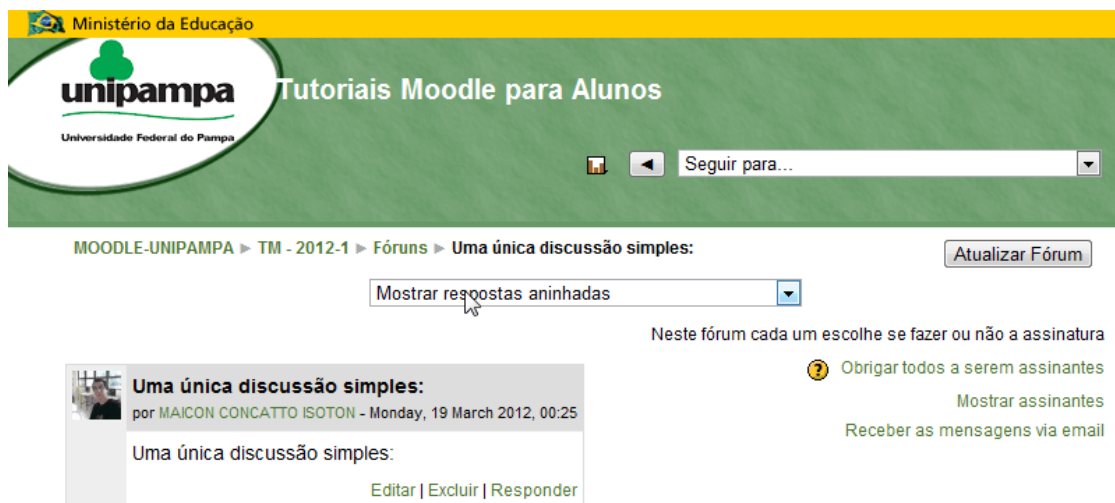 Ministério da Educação
unipampa
Universidade Federal do Pampa
Tutoriais Moodle para Alunos
Seguir para...
MOODLE-UNIPAMPA ► TM - 2012-1 ► Fóruns ► Uma única discussão simples:
Atualizar Fórum
Mostrar respostas aninhadas
Neste fórum cada um escolhe se fazer ou não a assinatura
Obrigar todos a serem assinantes
Mostrar assinantes
Receber as mensagens via email
Uma única discussão simples:
por MAICON CONCATTO ISOTON - Monday, 19 March 2012, 00:25
Uma única discussão simples:
Editar | Excluir | Responder